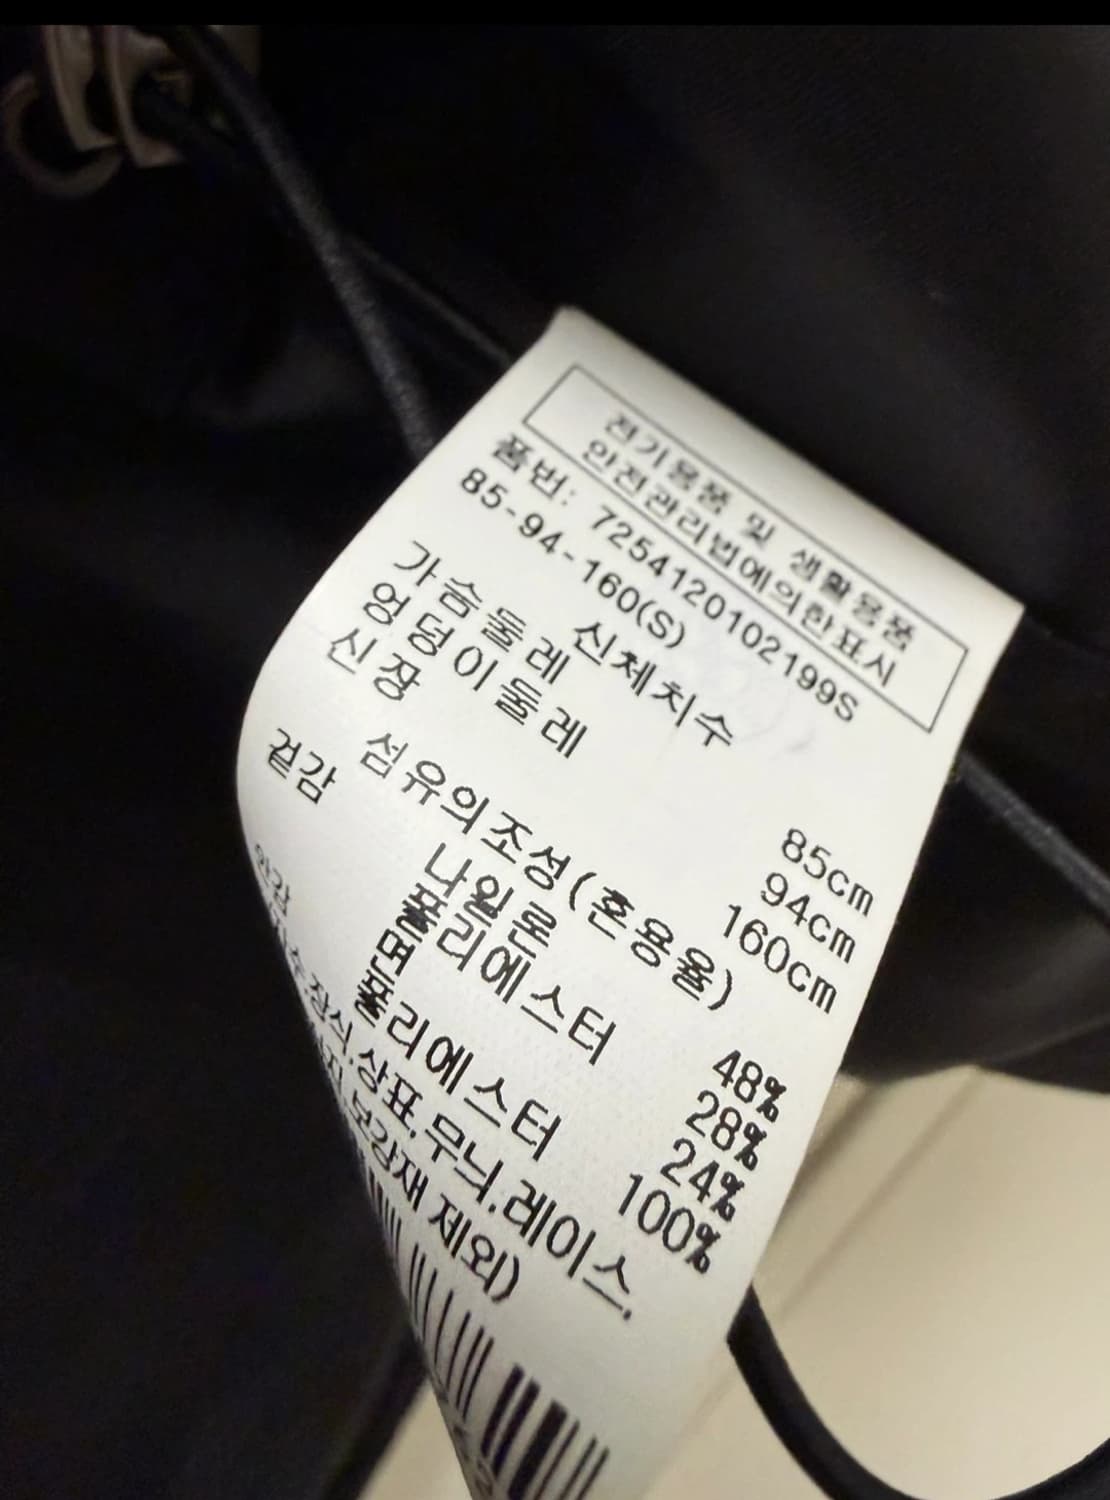 전기용품 및 생활용품
안전관리법에의한표시
품번: 725412010219​9S
85-94-160(S)
신체치수
가슴둘레 85cm
엉덩이둘레 94cm
신장 160cm
섬유의조성(혼용율)
겉감 나일론 48%
폴리에스터 28%
면 24%
안감 폴리에스터 100%
장식,상표,무늬,레이스,
보강재 제외)